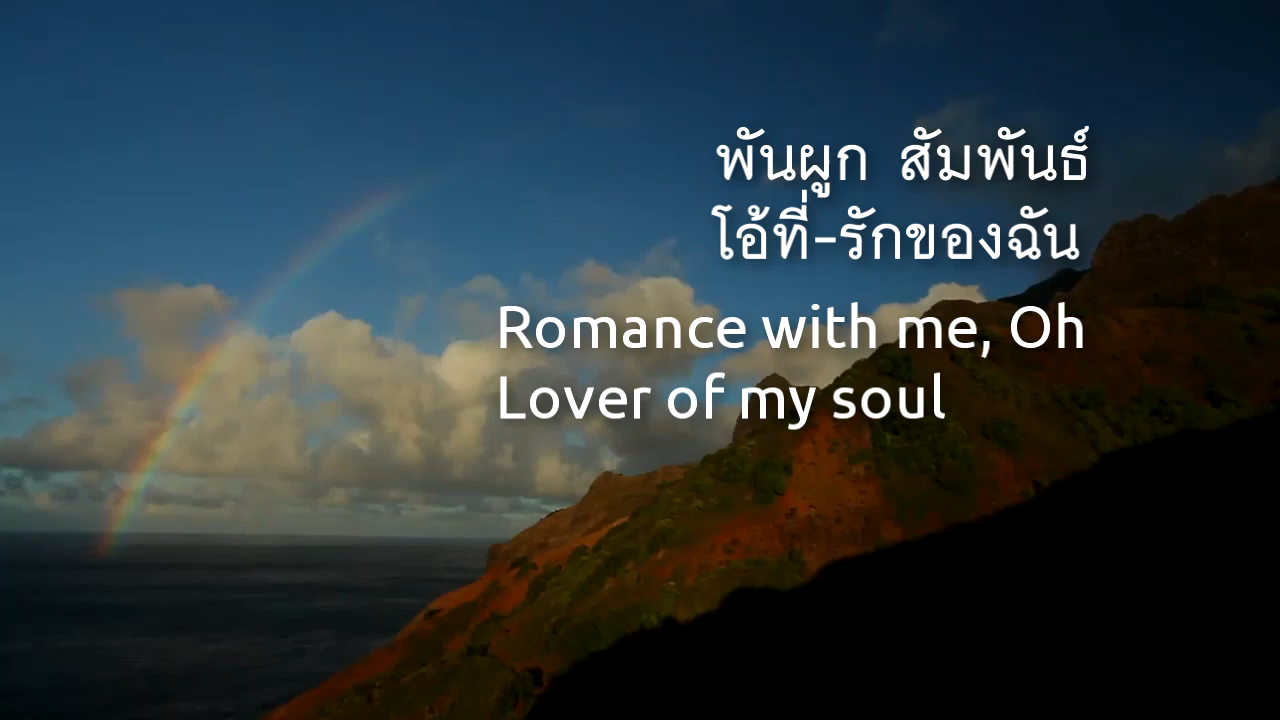 พันผูก สัมพันธ์
โอ้ที่-รักของฉัน
Romance with me, Oh
Lover of my soul